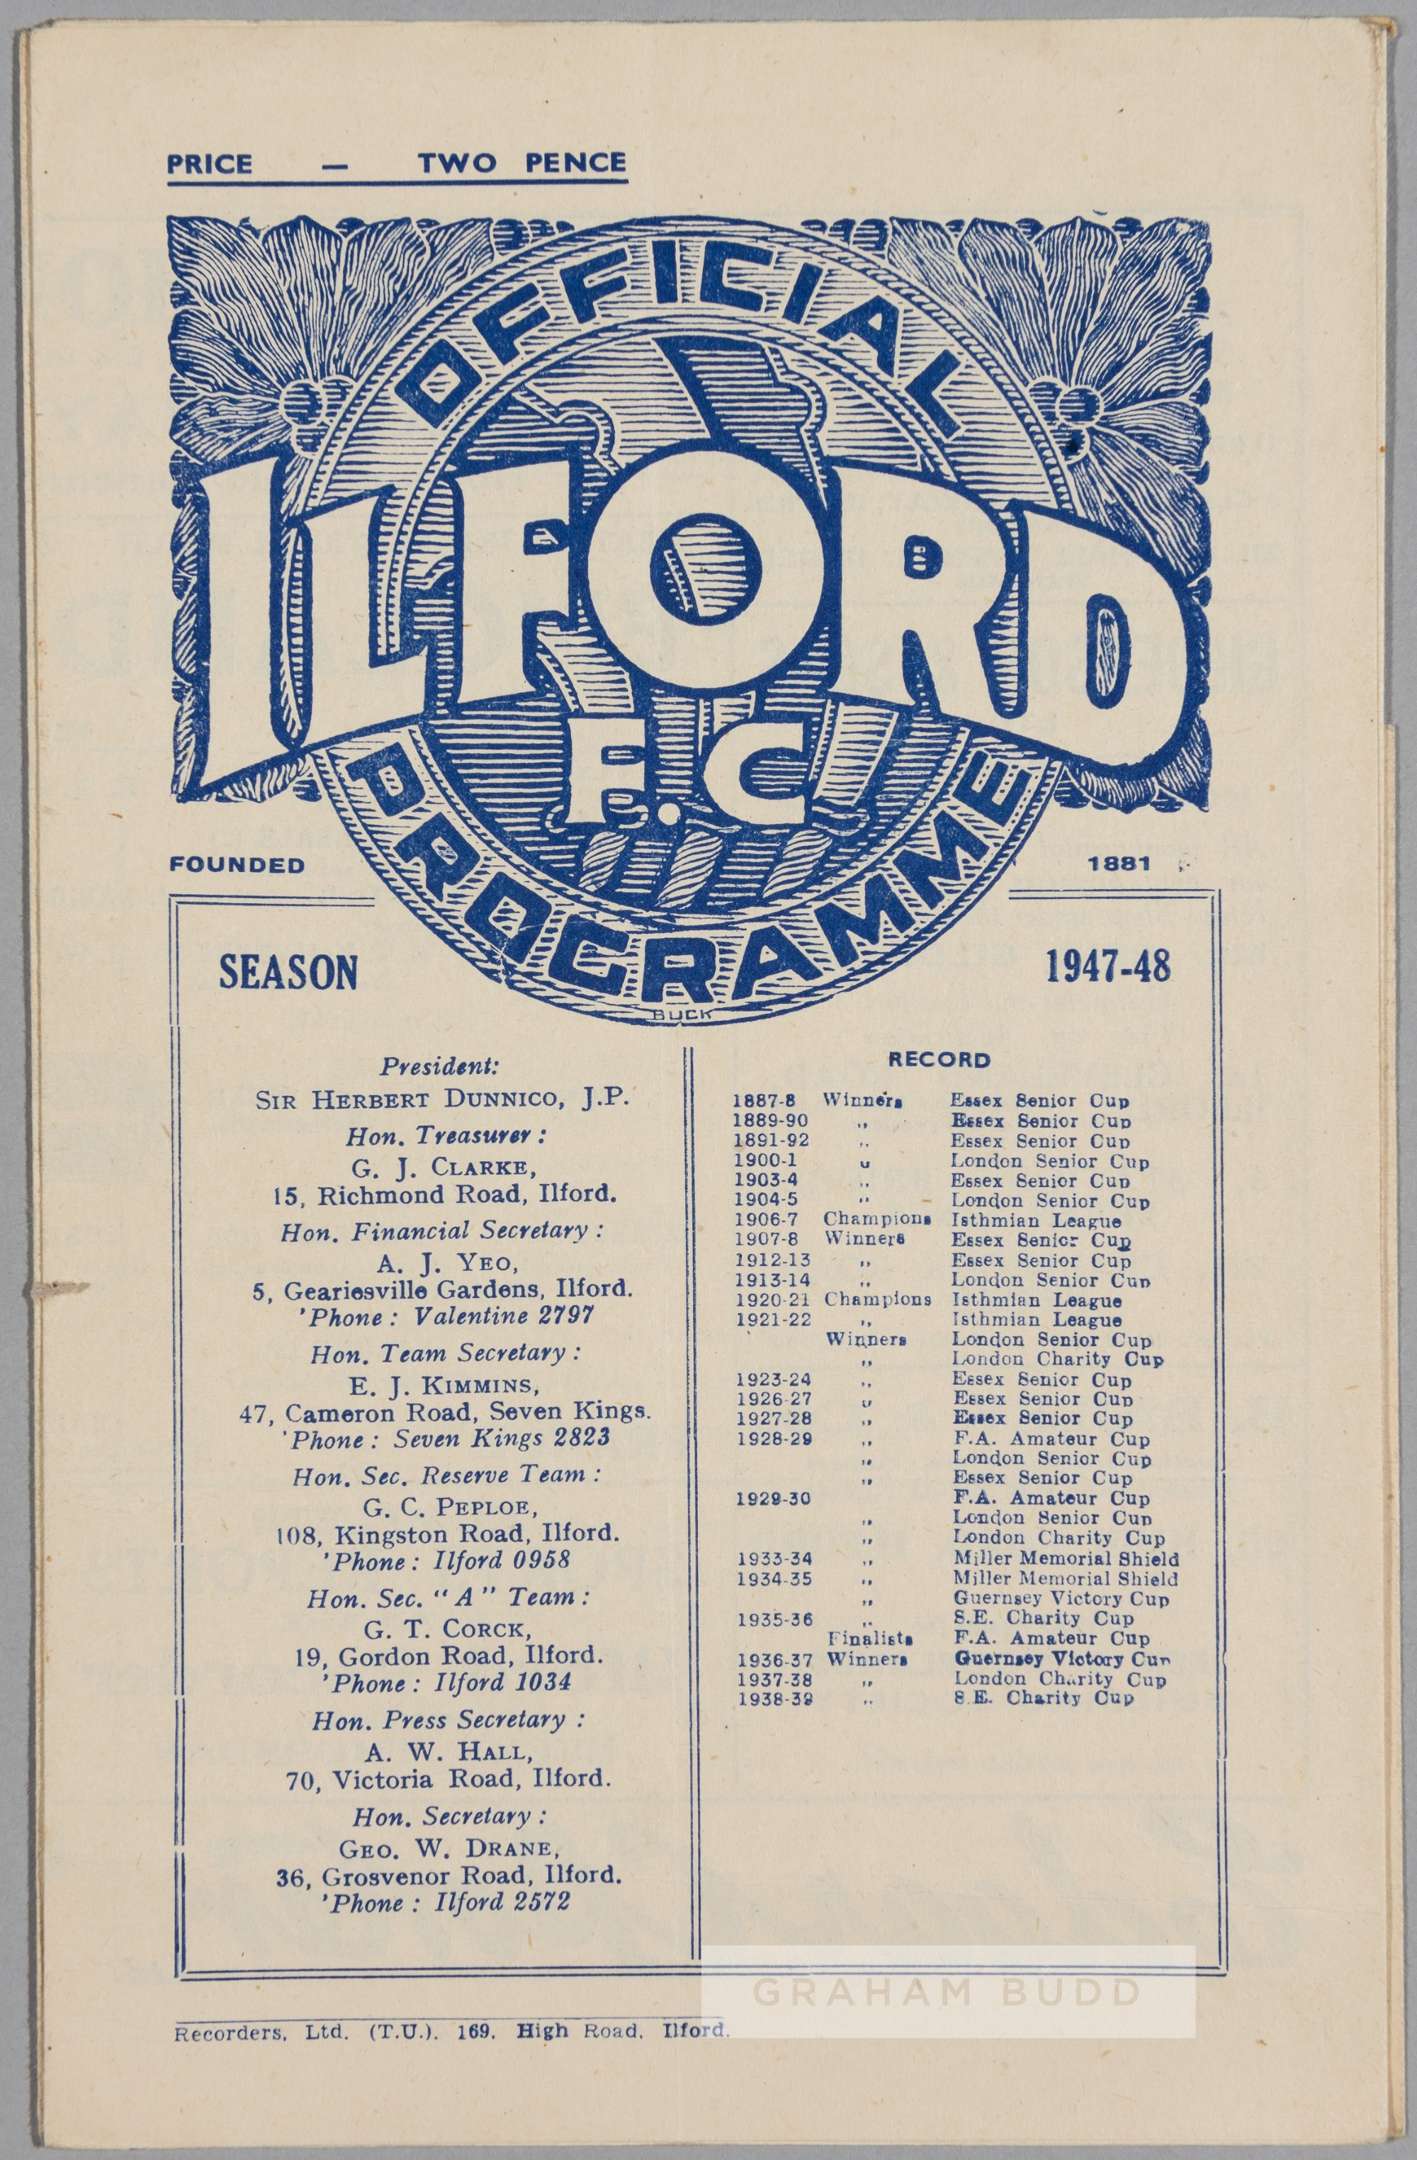 PRICE — TWO PENCE
OFFICIAL
ILFORD
F.C.
PROGRAMME
BUCK
FOUNDED 1881
SEASON 1947-48
President:
SIR HERBERT DUNNICO, J.P.
Hon. Treasurer :
G. J. CLARKE,
15, Richmond Road, Ilford.
Hon. Financial Secretary :
A. J. YEO,
5, Geariesville Gardens, Ilford.
'Phone : Valentine 2797
Hon. Team Secretary :
E. J. KIMMINS,
47, Cameron Road, Seven Kings.
'Phone : Seven Kings 2823
Hon. Sec. Reserve Team :
G. C. PEPLOE,
108, Kingston Road, Ilford.
'Phone : Ilford 0958
Hon. Sec. "A" Team :
G. T. CORCK,
19, Gordon Road, Ilford.
'Phone : Ilford 1034
Hon. Press Secretary :
A. W. HALL,
70, Victoria Road, Ilford.
Hon. Secretary :
GEO. W. DRANE,
36, Grosvenor Road, Ilford.
'Phone : Ilford 2572
RECORD
1887-8 Winners Essex Senior Cup
1889-90 ,, Essex Senior Cup
1891-92 ,, Essex Senior Cup
1900-1 ,, London Senior Cup
1903-4 ,, Essex Senior Cup
1904-5 ,, London Senior Cup
1906-7 Champions Isthmian League
1907-8 Winners Essex Senior Cup
1912-13 ,, Essex Senior Cup
1913-14 ,, London Senior Cup
1920-21 Champions Isthmian League
1921-22 ,, Isthmian League
Winners London Senior Cup
,, London Charity Cup
1923-24 ,, Essex Senior Cup
1926-27 ,, Essex Senior Cup
1927-28 ,, Essex Senior Cup
1928-29 ,, F.A. Amateur Cup
,, London Senior Cup
,, Essex Senior Cup
1929-30 F.A. Amateur Cup
,, London Senior Cup
,, London Charity Cup
1933-34 ,, Miller Memorial Shield
1934-35 ,, Miller Memorial Shield
,, Guernsey Victory Cup
1935-36 ,, S.E. Charity Cup
Finalists F.A. Amateur Cup
1936-37 Winners Guernsey Victory Cup
1937-38 ,, London Charity Cup
1938-39 ,, S.E. Charity Cup
GRAHAM BUDD
Recorders, Ltd. (T.U.), 169, High Road, Ilford.